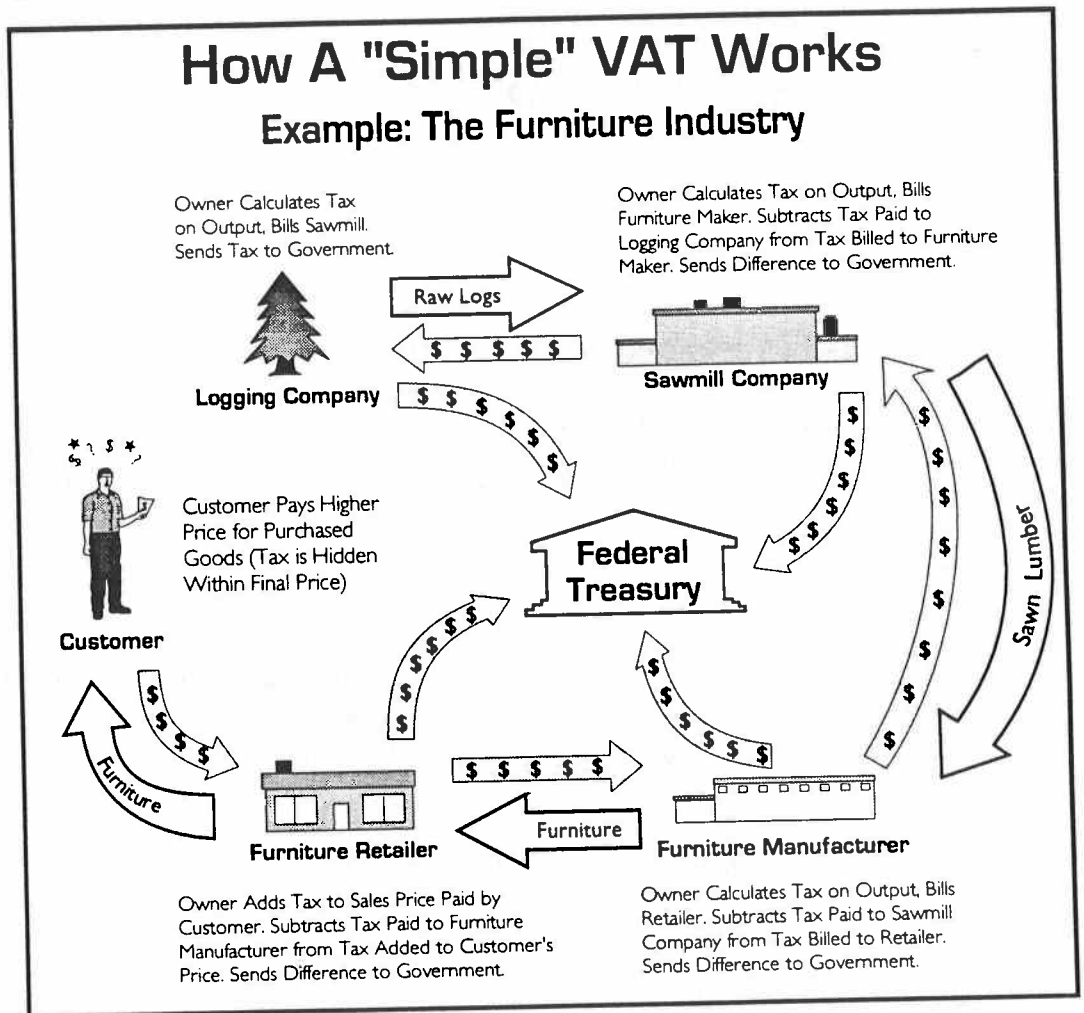 How A "Simple" VAT Works
Example: The Furniture Industry
Owner Calculates Tax
on Output, Bills Sawmill.
Sends Tax to Government.
Owner Calculates Tax on Output, Bills
Furniture Maker. Subtracts Tax Paid to
Logging Company from Tax Billed to Furniture
Maker. Sends Difference to Government.
Raw Logs
$ $ $ $ $
Logging Company
Sawmill Company
$ $ $ $ $ $
$ $ $ $ $ $ $
$ $ $ $ $ $ $ $ $
Sawn Lumber
* ? $ *
?
Customer Pays Higher
Price for Purchased
Goods (Tax is Hidden
Within Final Price)
Federal
Treasury
Customer
$ $ $ $
$ $ $ $ $ $
$ $ $ $ $ $
Furniture
$ $ $ $ $
Furniture
Furniture Retailer
Furniture Manufacturer
Owner Adds Tax to Sales Price Paid by
Customer. Subtracts Tax Paid to Furniture
Manufacturer from Tax Added to Customer's
Price. Sends Difference to Government.
Owner Calculates Tax on Output, Bills
Retailer. Subtracts Tax Paid to Sawmill
Company from Tax Billed to Retailer.
Sends Difference to Government.